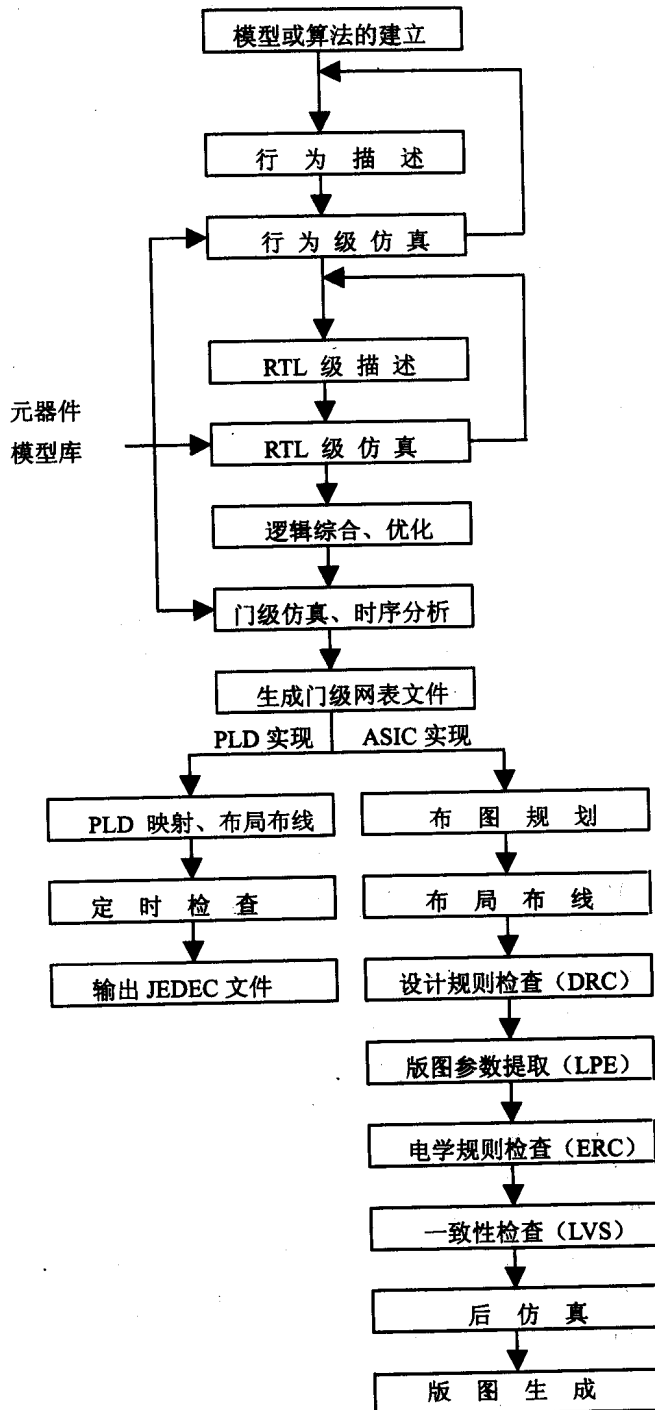 模型或算法的建立
行为描述
行为级仿真
RTL 级描述
元器件
模型库
RTL 级仿真
逻辑综合、优化
门级仿真、时序分析
生成门级网表文件
PLD 实现
ASIC 实现
PLD 映射、布局布线
布图规划
定时检查
布局布线
输出 JEDEC 文件
设计规则检查（DRC）
版图参数提取（LPE）
电学规则检查（ERC）
一致性检查（LVS）
后仿真
版图生成